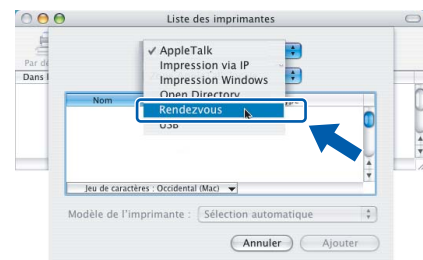 Liste des imprimantes
Par dé
Dans l
AppleTalk
Impression via IP
Impression Windows
Open Directory
Rendezvous
USB
Nom
Jeu de caractères : Occidental (Mac)
Modèle de l'imprimante : Sélection automatique
Annuler Ajouter